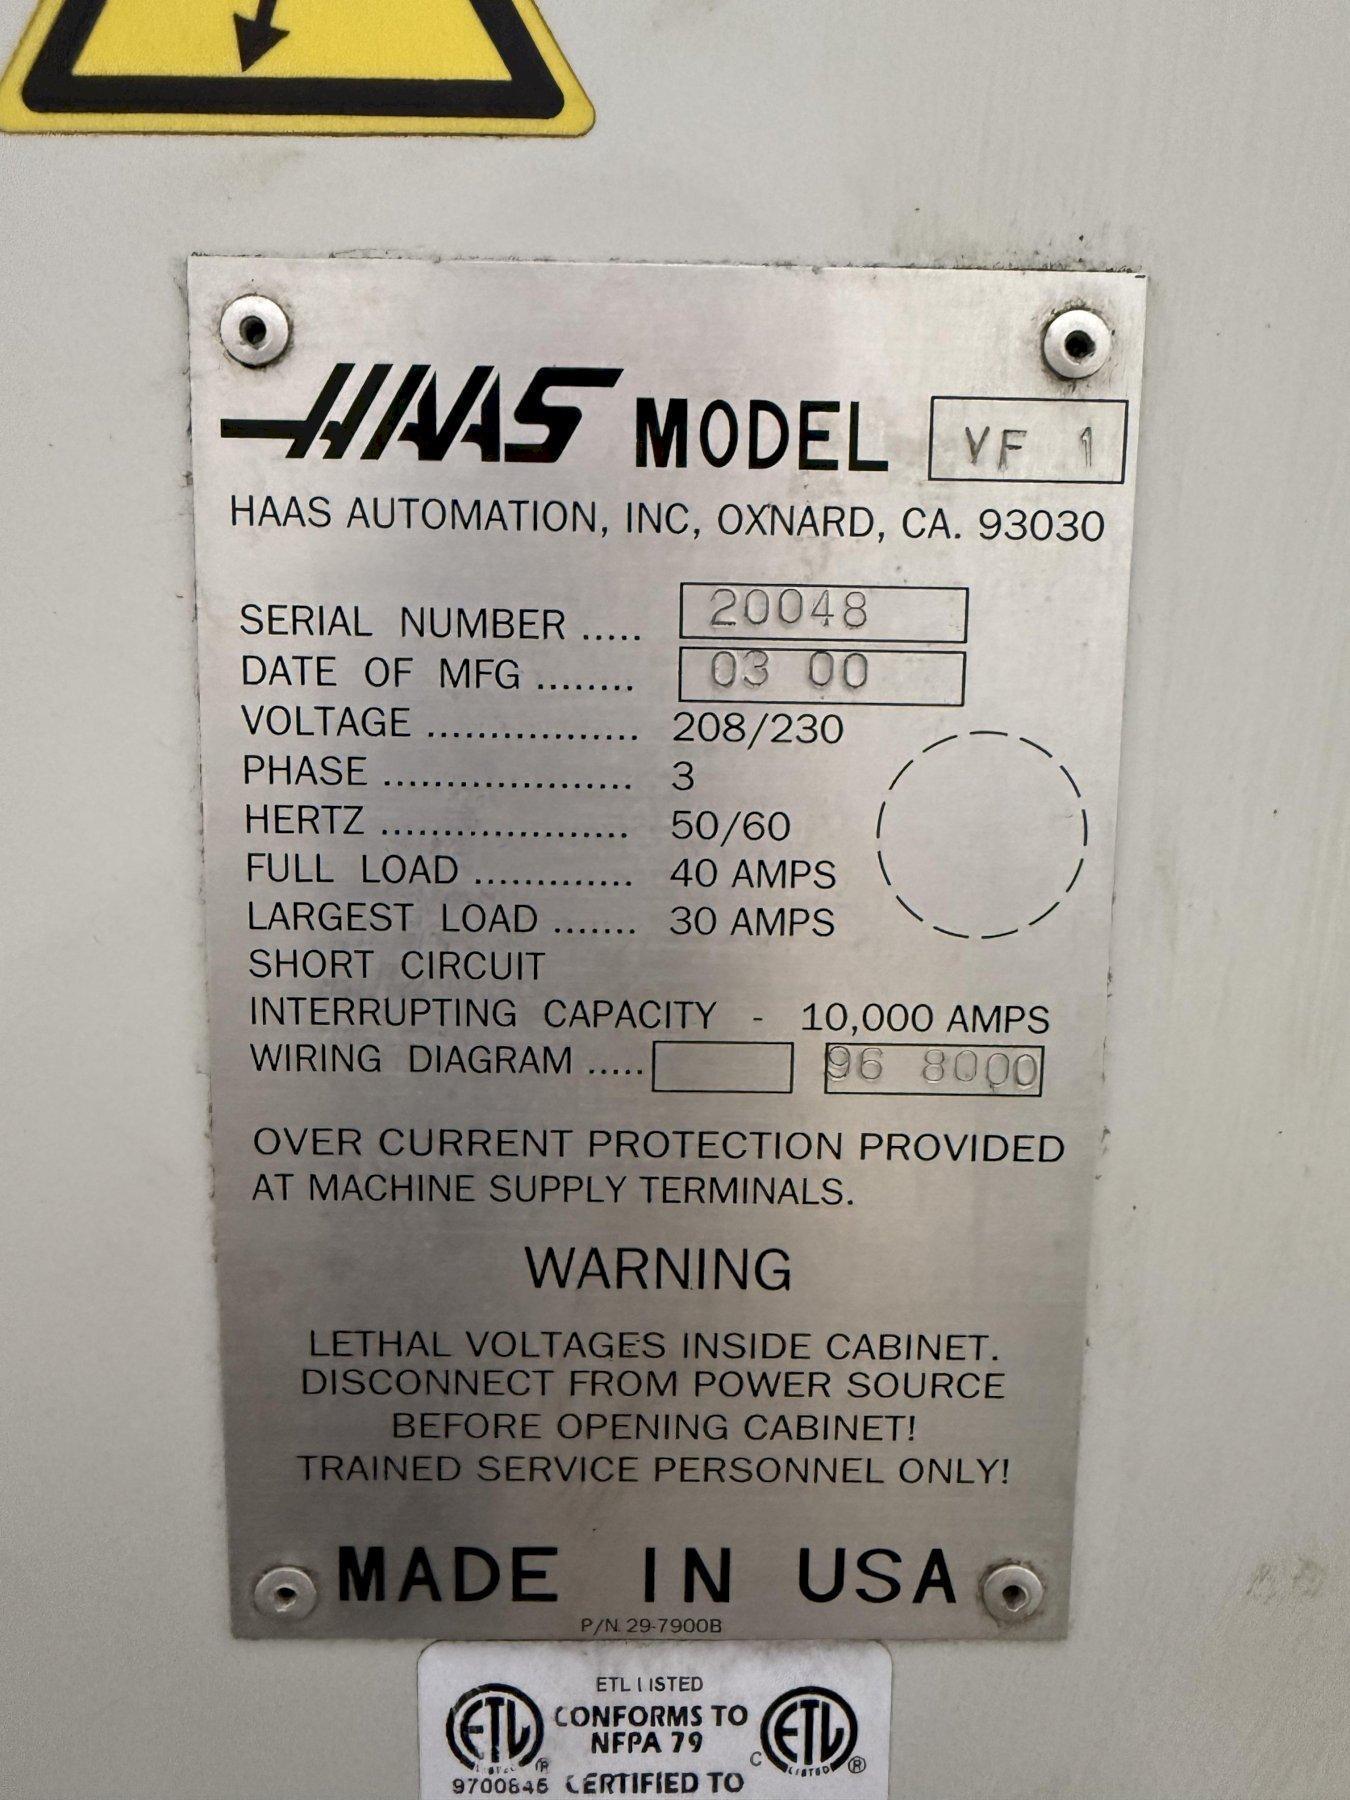 HAAS MODEL VF 1
HAAS AUTOMATION, INC, OXNARD, CA. 93030
SERIAL NUMBER ..... 20048
DATE OF MFG ........ 03 00
VOLTAGE ................. 208/230
PHASE .................... 3
HERTZ .................... 50/60
FULL LOAD ............. 40 AMPS
LARGEST LOAD ....... 30 AMPS
SHORT CIRCUIT
INTERRUPTING CAPACITY - 10,000 AMPS
WIRING DIAGRAM ..... 96 8000
OVER CURRENT PROTECTION PROVIDED
AT MACHINE SUPPLY TERMINALS.
WARNING
LETHAL VOLTAGES INSIDE CABINET.
DISCONNECT FROM POWER SOURCE
BEFORE OPENING CABINET!
TRAINED SERVICE PERSONNEL ONLY!
MADE IN USA
P/N. 29-7900B
ETL LISTED
CONFORMS TO
NFPA 79
ETL LISTED ®
C ETL LISTED ®
CERTIFIED TO